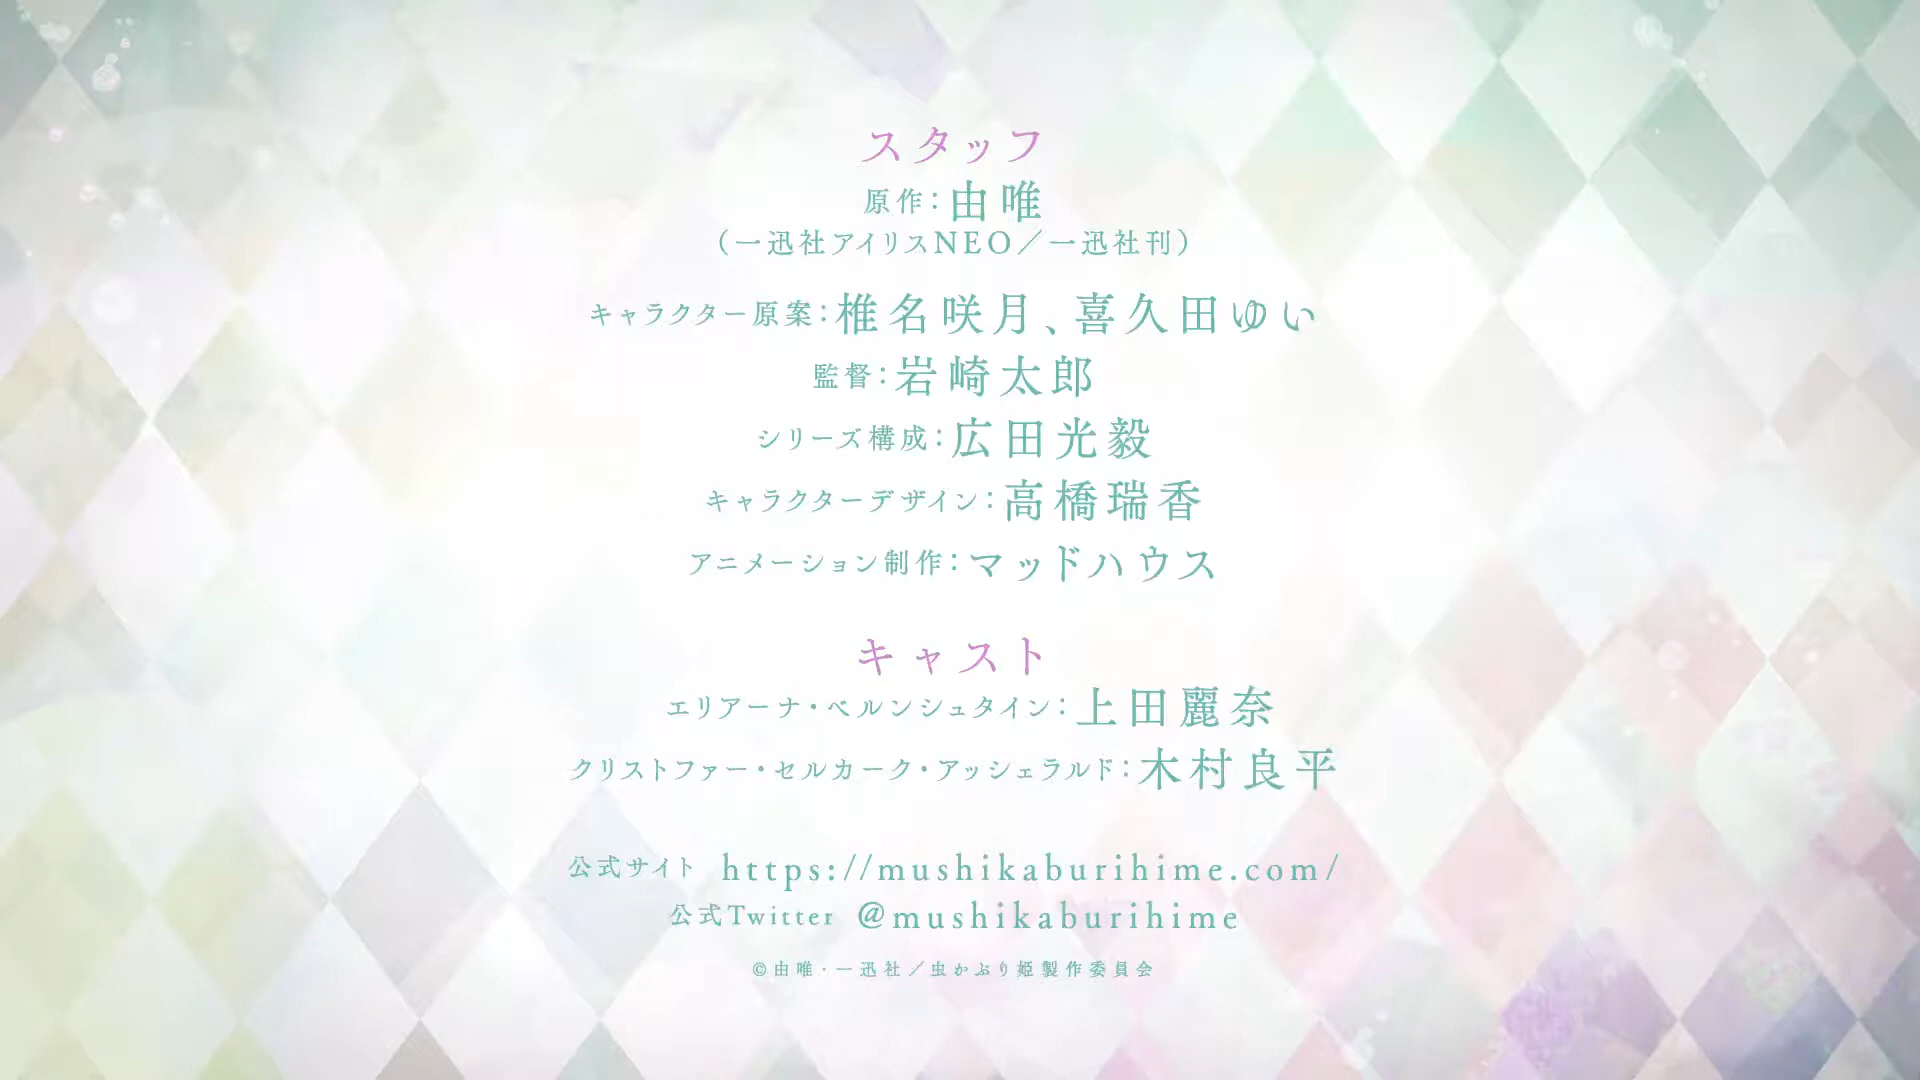 スタッフ
原作：由唯
（一迅社アイリスNEO／一迅社刊）
キャラクター原案：椎名咲月、喜久田ゆい
監督：岩崎太郎
シリーズ構成：広田光毅
キャラクターデザイン：高橋瑞香
アニメーション制作：マッドハウス
キャスト
エリアーナ・ベルンシュタイン：上田麗奈
クリストファー・セルカーク・アッシェラルド：木村良平
公式サイト https://mushikaburihime.com/
公式Twitter @mushikaburihime
©由唯・一迅社／虫かぶり姫製作委員会